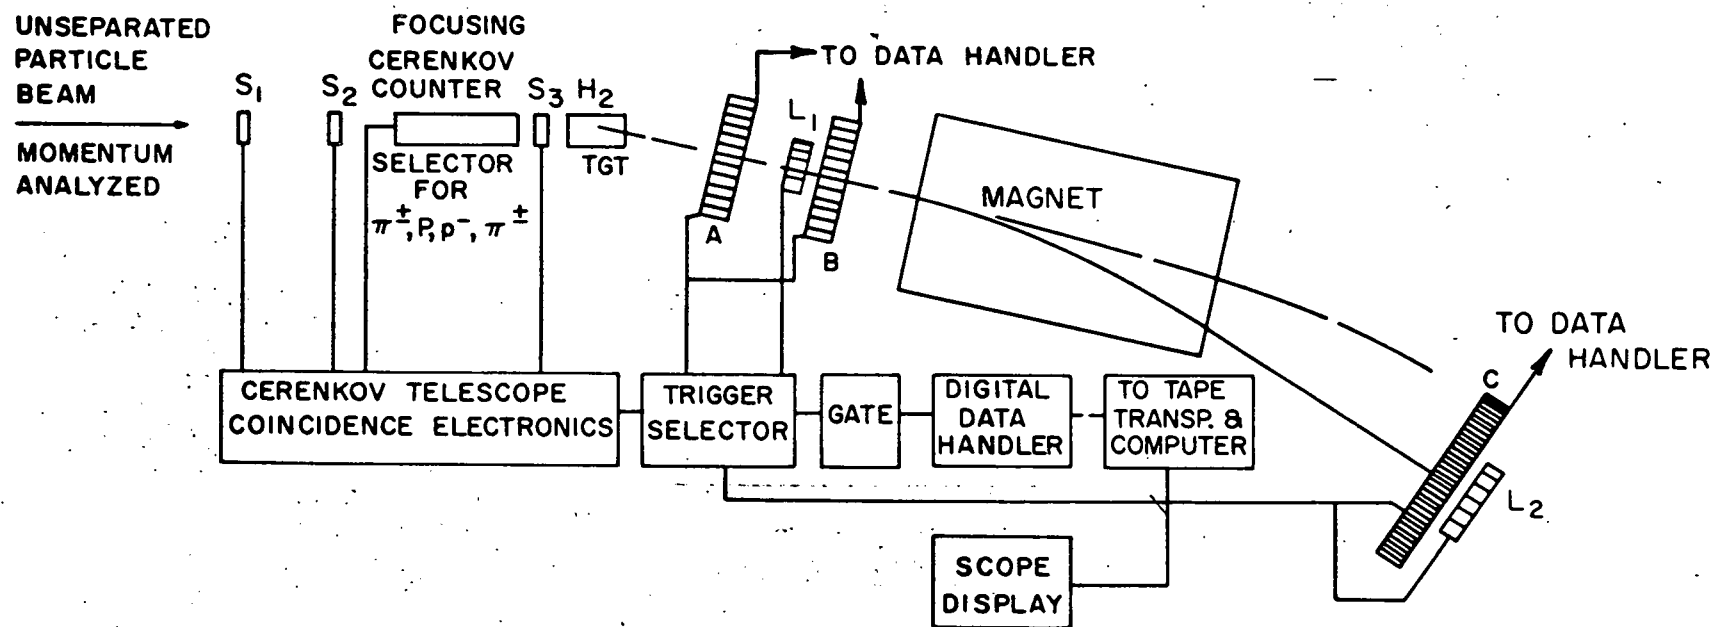 UNSEPARATED
PARTICLE
BEAM
MOMENTUM
ANALYZED
S1
S2
FOCUSING
CERENKOV
COUNTER
SELECTOR
FOR
π±, P, p⁻, π±
S3
H2
TGT
TO DATA HANDLER
L1
A
B
MAGNET
TO DATA
HANDLER
C
L2
CERENKOV TELESCOPE
COINCIDENCE ELECTRONICS
TRIGGER
SELECTOR
GATE
DIGITAL
DATA
HANDLER
TO TAPE
TRANSP. &
COMPUTER
SCOPE
DISPLAY